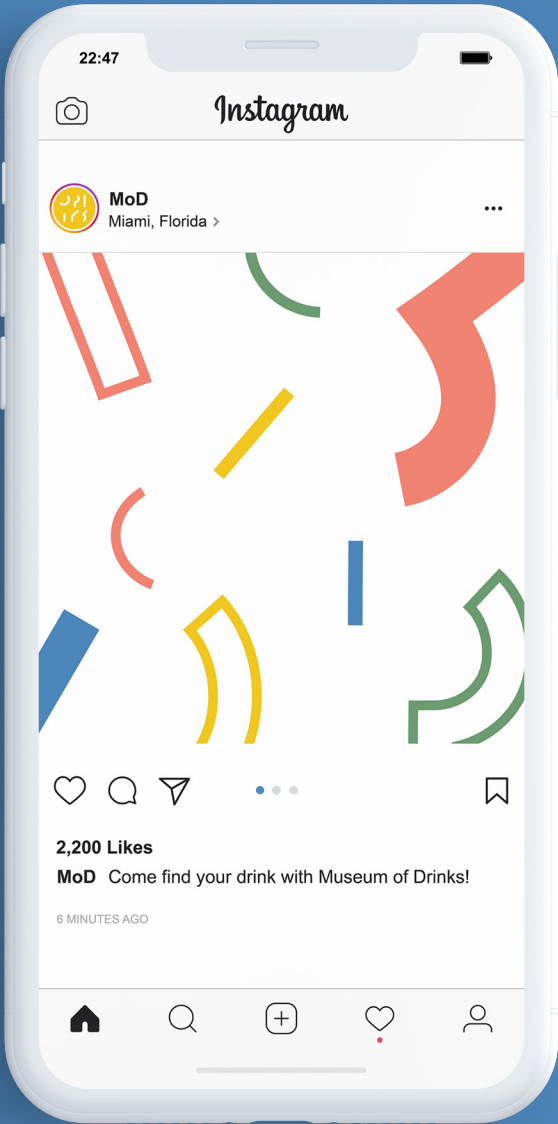 22:47
Instagram
MoD
Miami, Florida >
2,200 Likes
MoD Come find your drink with Museum of Drinks!
6 MINUTES AGO